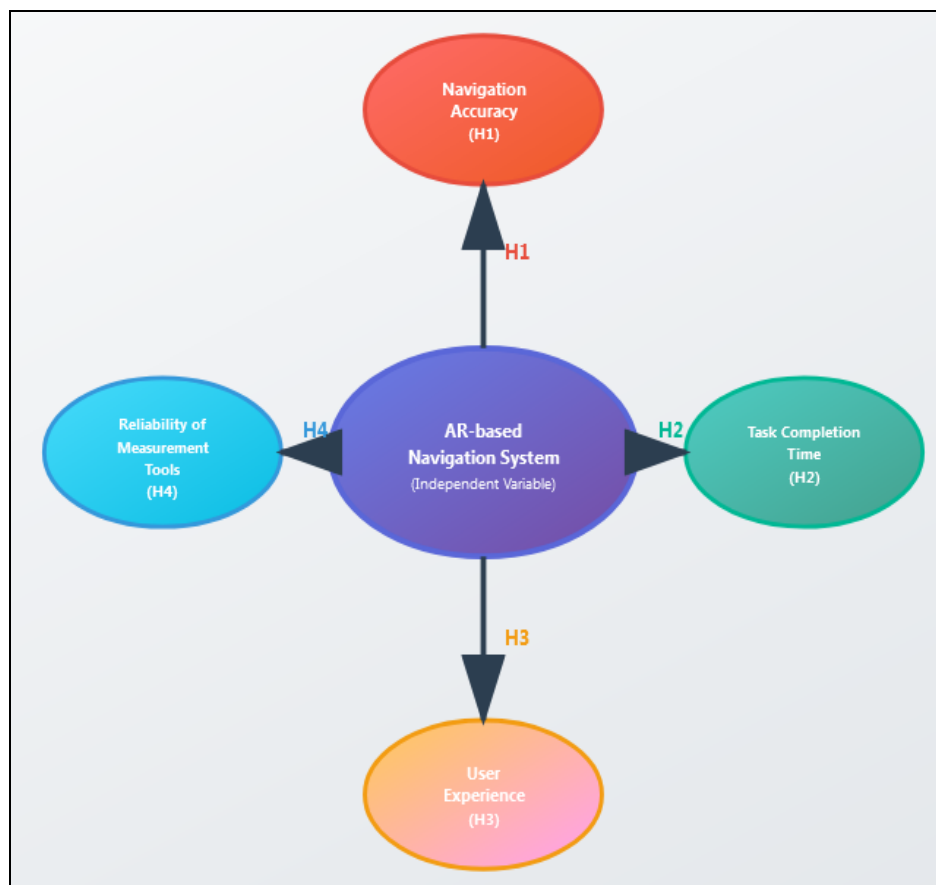 Navigation
Accuracy
(H1)
H1
Reliability of
Measurement
Tools
(H4)
H4
AR-based
Navigation System
(Independent Variable)
H2
Task Completion
Time
(H2)
H3
User
Experience
(H3)